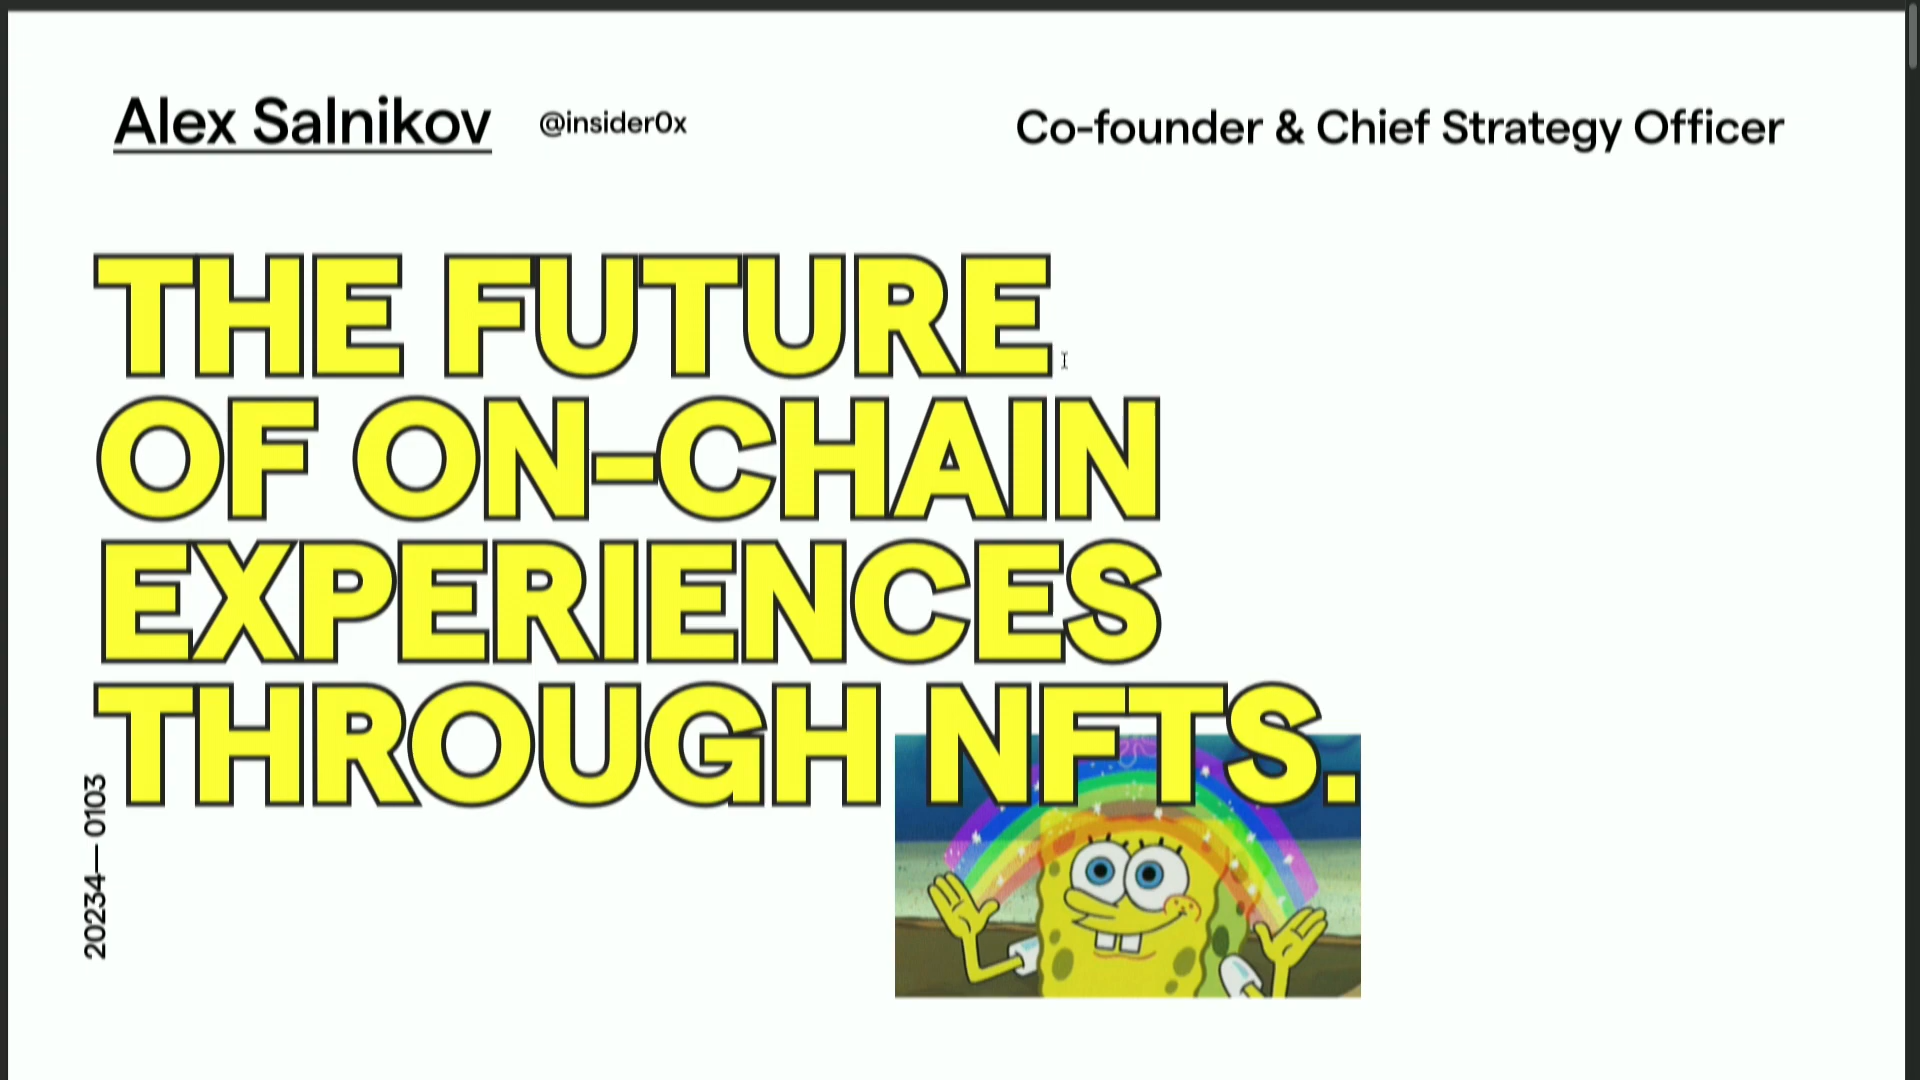 Alex Salnikov @insider0x Co-founder & Chief Strategy Officer
THE FUTURE
OF ON-CHAIN
EXPERIENCES
THROUGH NFTS.
20234— 0103